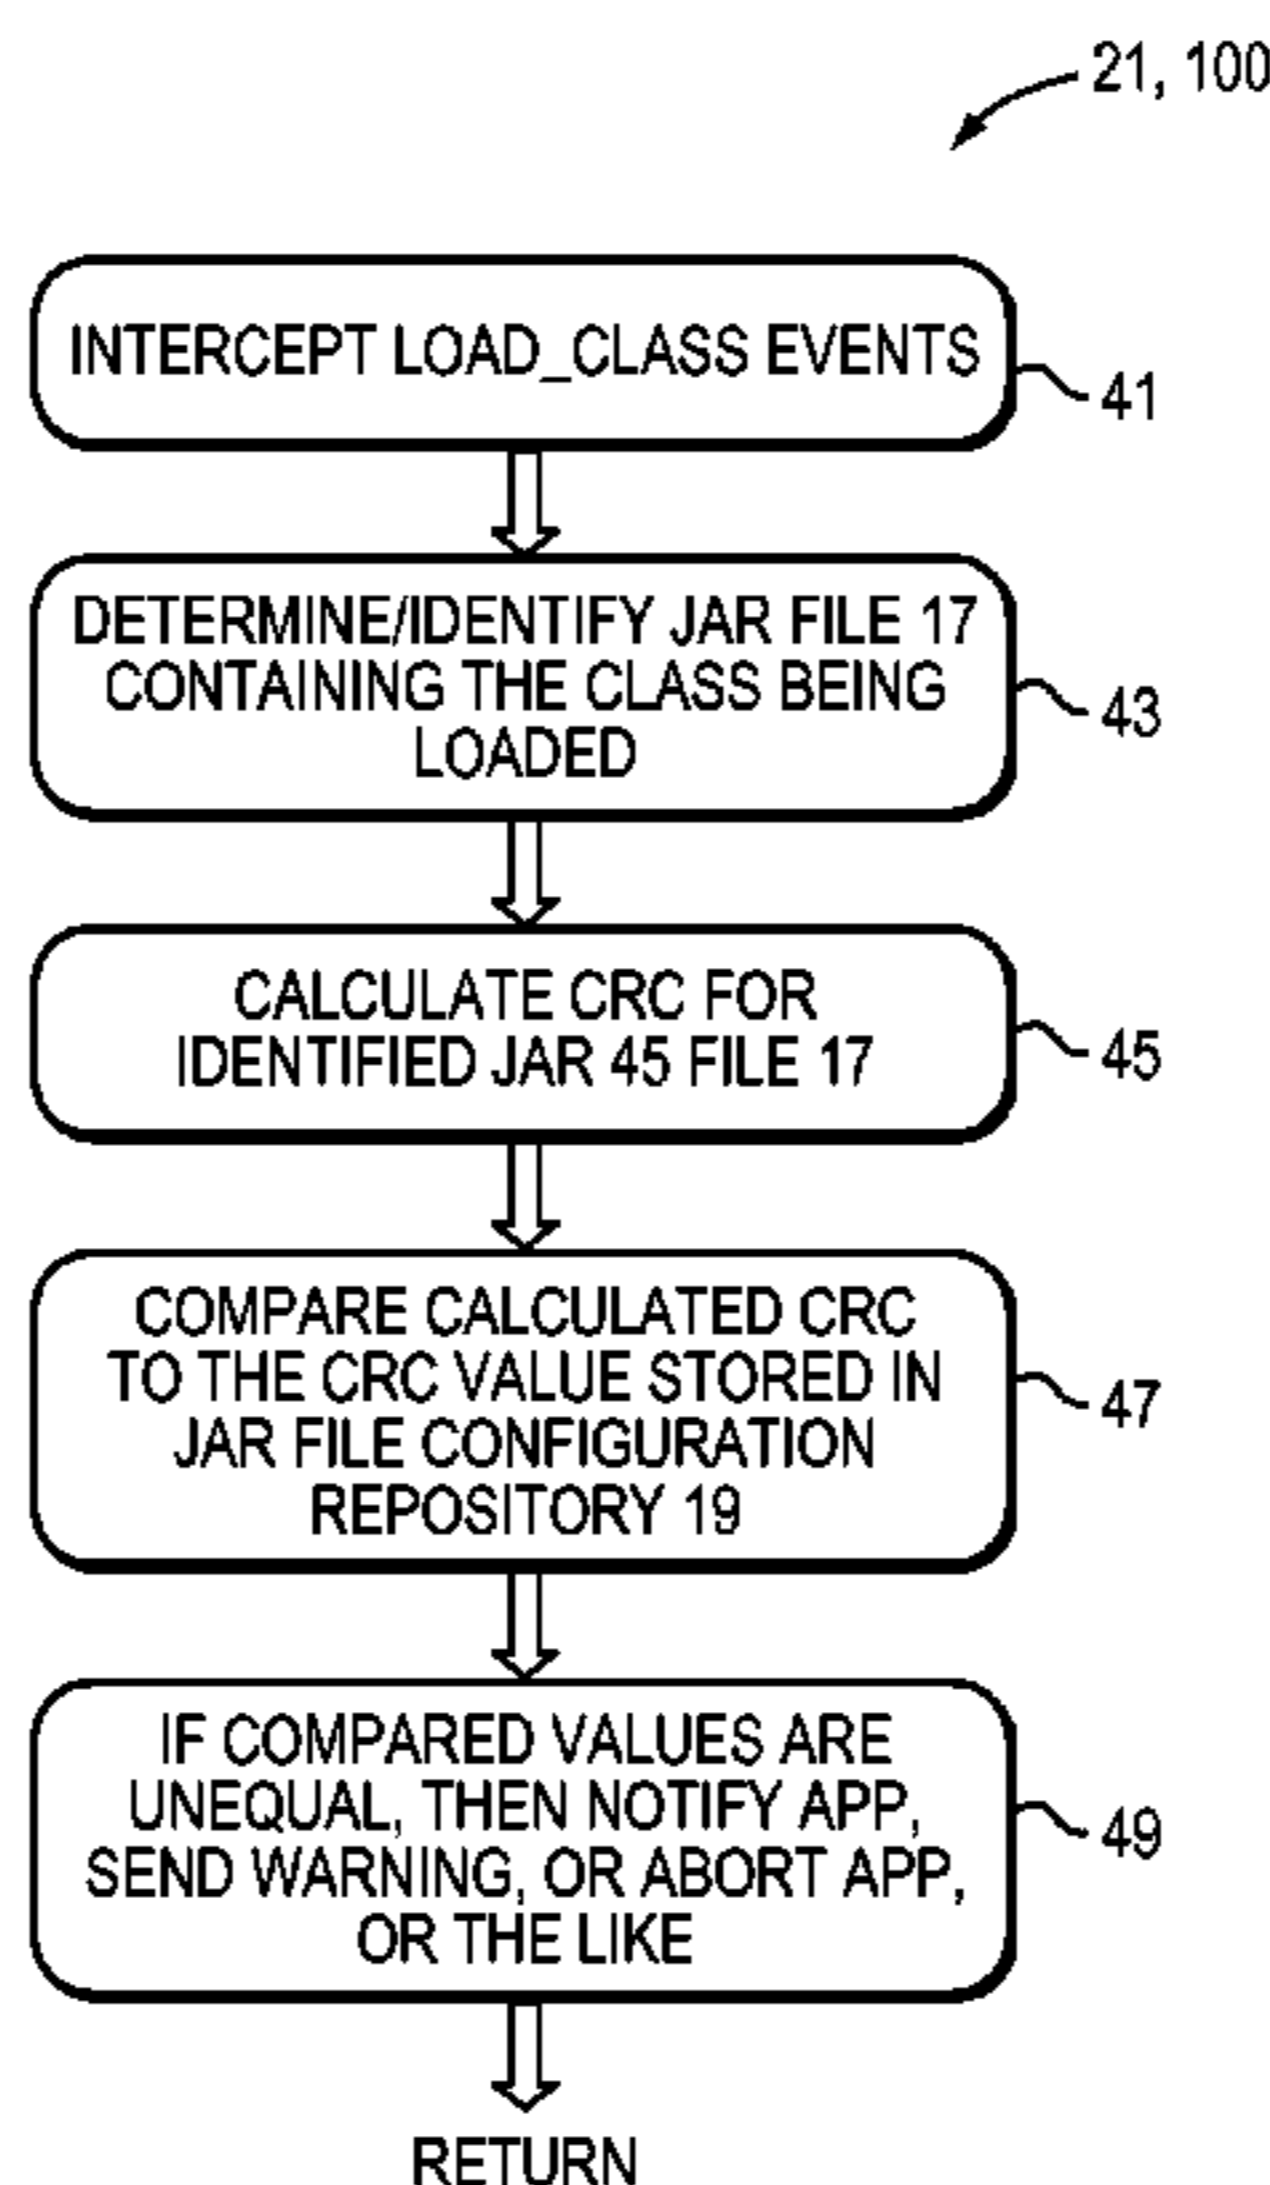 21, 100
INTERCEPT LOAD_CLASS EVENTS
41
DETERMINE/IDENTIFY JAR FILE 17
CONTAINING THE CLASS BEING
LOADED
43
CALCULATE CRC FOR
IDENTIFIED JAR 45 FILE 17
45
COMPARE CALCULATED CRC
TO THE CRC VALUE STORED IN
JAR FILE CONFIGURATION
REPOSITORY 19
47
IF COMPARED VALUES ARE
UNEQUAL, THEN NOTIFY APP,
SEND WARNING, OR ABORT APP,
OR THE LIKE
49
RETURN